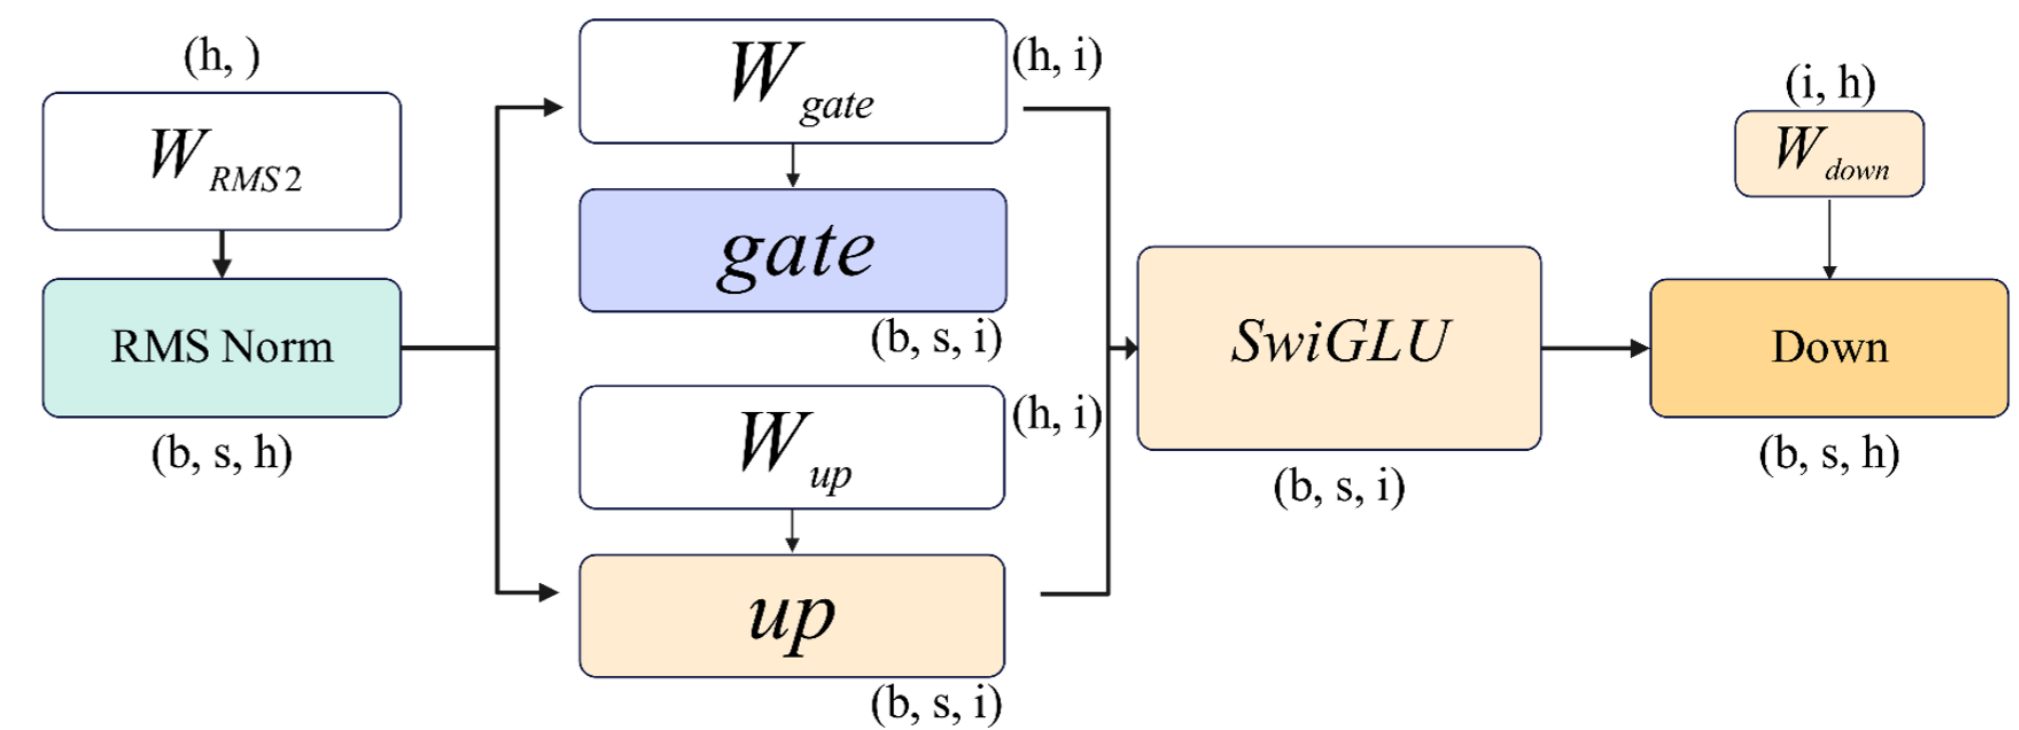 (h, )
W RMS2
RMS Norm
(b, s, h)
W gate
(h, i)
gate
(b, s, i)
W up
(h, i)
up
(b, s, i)
SwiGLU
(b, s, i)
(i, h)
W down
Down
(b, s, h)